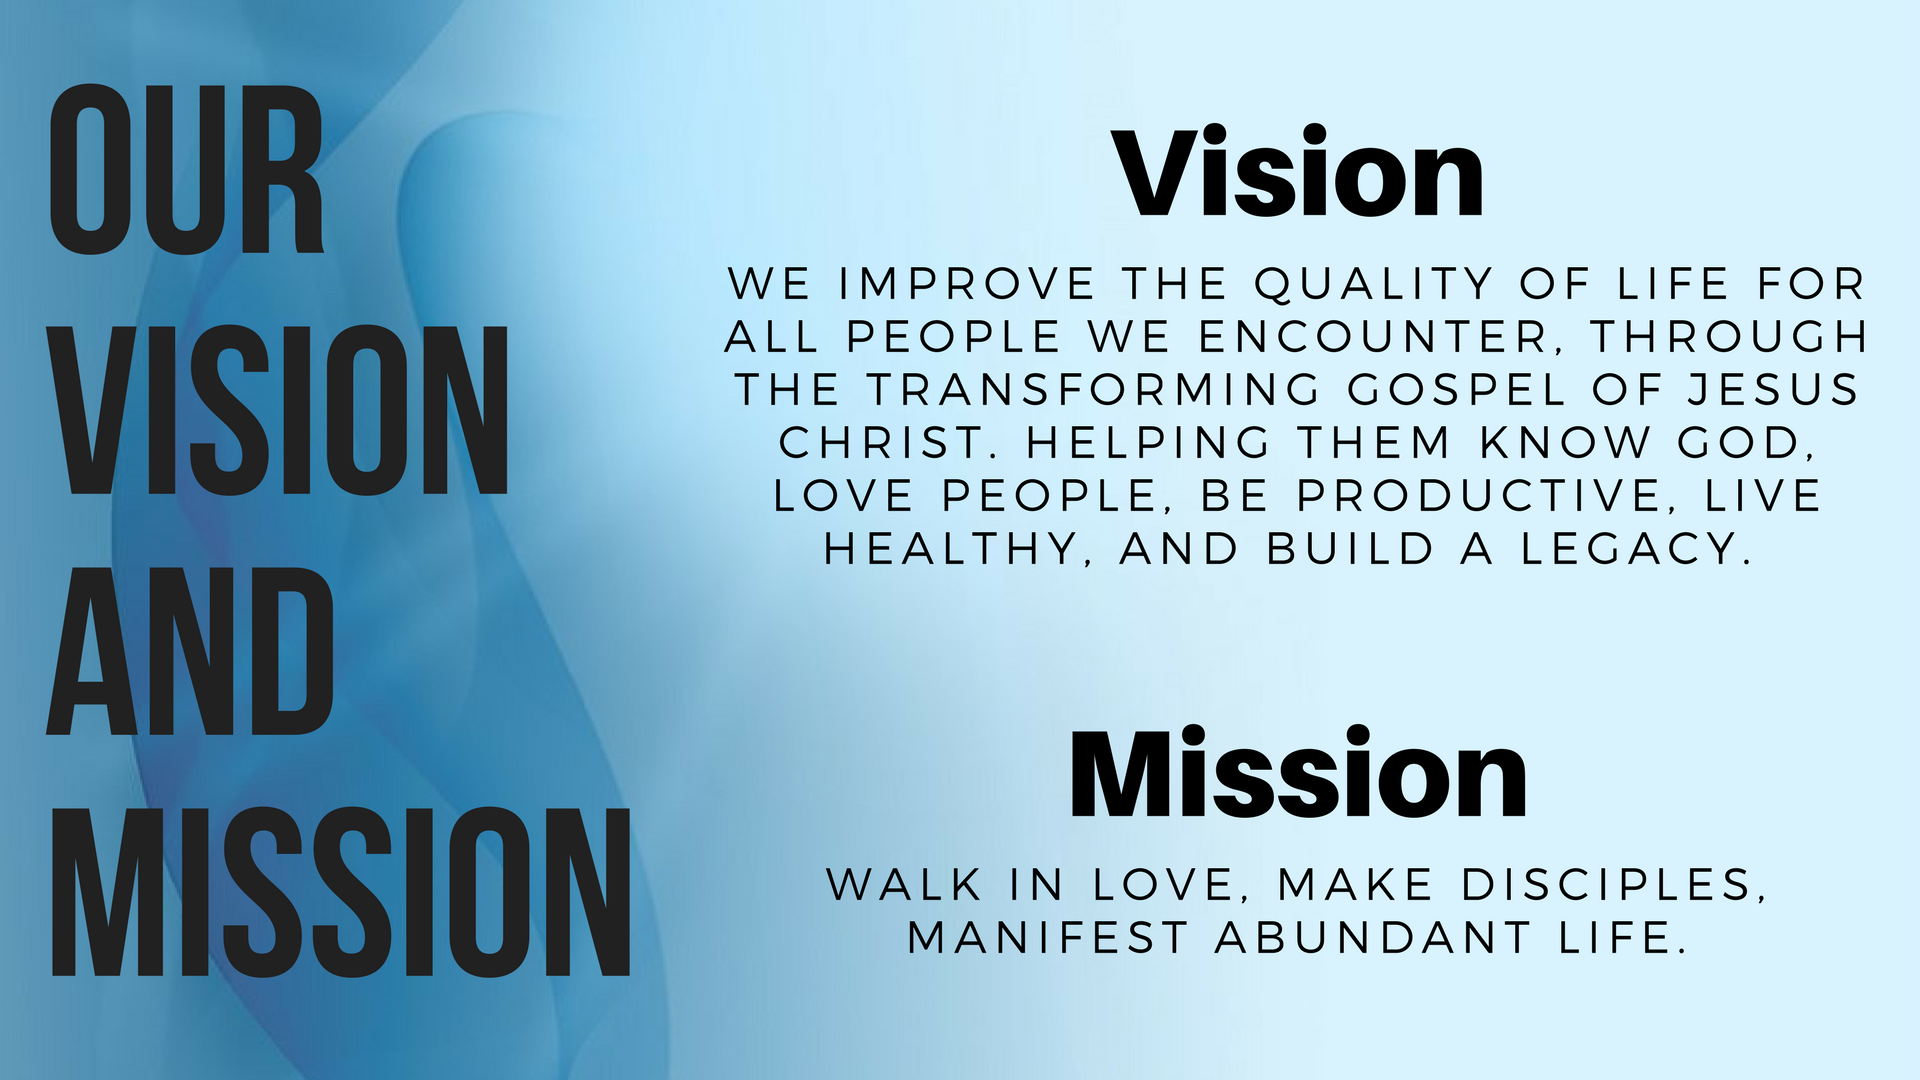 OUR
VISION
AND
MISSION
Vision
WE IMPROVE THE QUALITY OF LIFE FOR
ALL PEOPLE WE ENCOUNTER, THROUGH
THE TRANSFORMING GOSPEL OF JESUS
CHRIST. HELPING THEM KNOW GOD,
LOVE PEOPLE, BE PRODUCTIVE, LIVE
HEALTHY, AND BUILD A LEGACY.
Mission
WALK IN LOVE, MAKE DISCIPLES,
MANIFEST ABUNDANT LIFE.